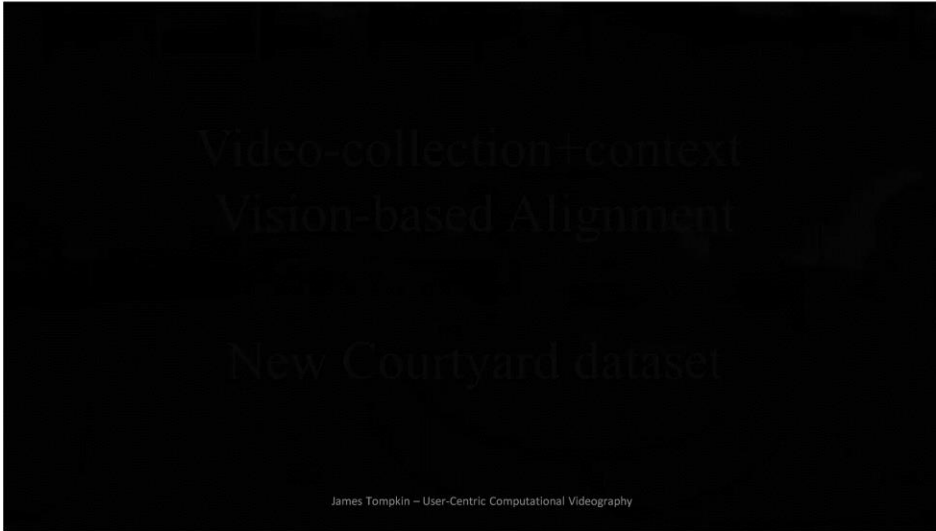 Video-collection+context
Vision-based Alignment
New Courtyard dataset
James Tompkin – User-Centric Computational Videography